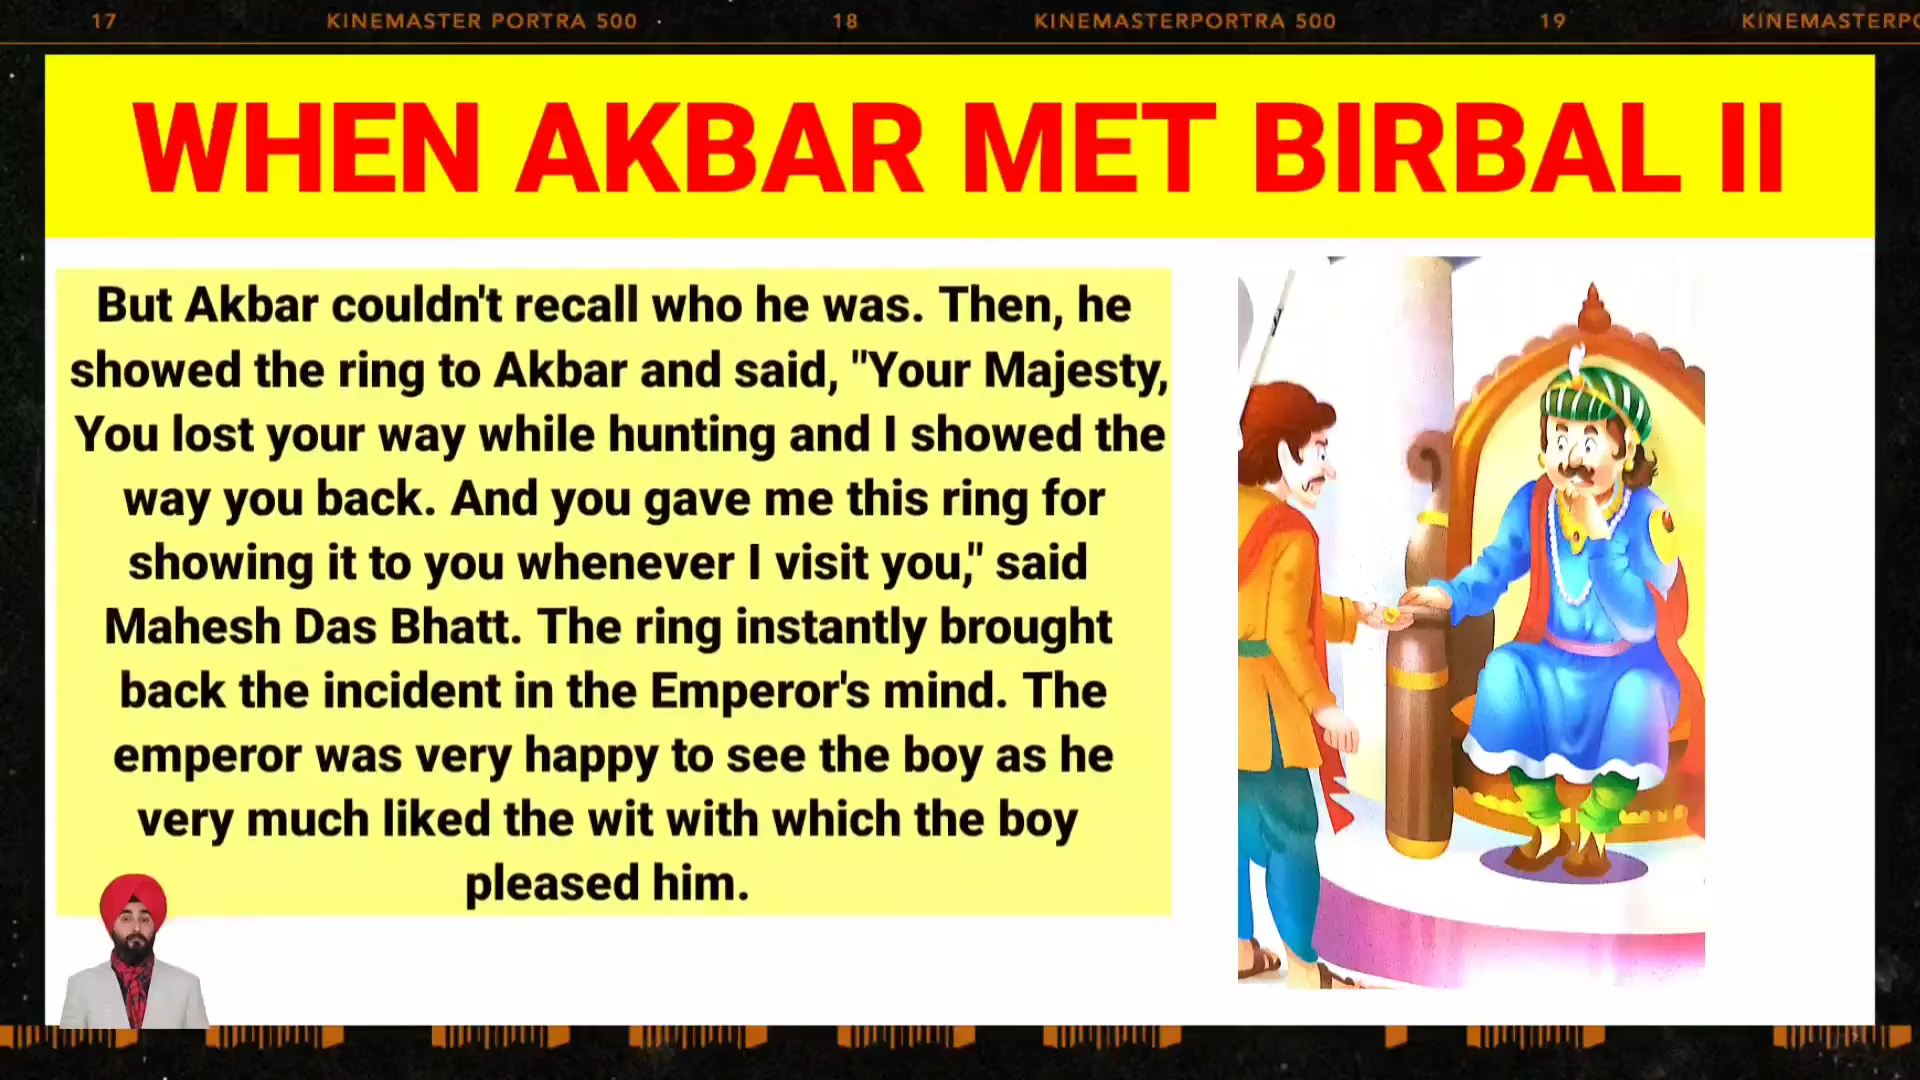 17 KINEMASTER PORTRA 500 18 KINEMASTERPORTRA 500 19 KINEMASTERPO
WHEN AKBAR MET BIRBAL II
But Akbar couldn't recall who he was. Then, he
showed the ring to Akbar and said, "Your Majesty,
You lost your way while hunting and I showed the
way you back. And you gave me this ring for
showing it to you whenever I visit you," said
Mahesh Das Bhatt. The ring instantly brought
back the incident in the Emperor's mind. The
emperor was very happy to see the boy as he
very much liked the wit with which the boy
pleased him.